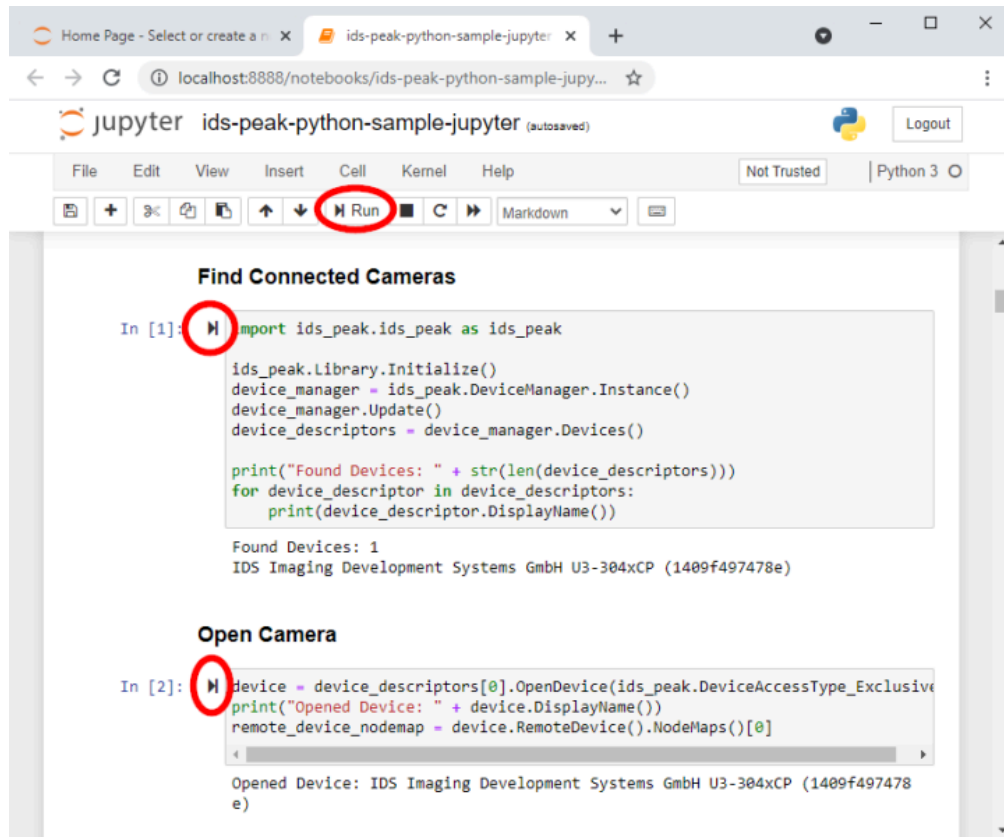 Home Page - Select or create a n
ids-peak-python-sample-jupyter
localhost:8888/notebooks/ids-peak-python-sample-jupy...
jupyter ids-peak-python-sample-jupyter (autosaved)
Logout
File Edit View Insert Cell Kernel Help Not Trusted Python 3
Run Markdown
Find Connected Cameras
In [1]: import ids_peak.ids_peak as ids_peak
ids_peak.Library.Initialize()
device_manager = ids_peak.DeviceManager.Instance()
device_manager.Update()
device_descriptors = device_manager.Devices()
print("Found Devices: " + str(len(device_descriptors)))
for device_descriptor in device_descriptors:
    print(device_descriptor.DisplayName())
Found Devices: 1
IDS Imaging Development Systems GmbH U3-304xCP (1409f497478e)
Open Camera
In [2]: device = device_descriptors[0].OpenDevice(ids_peak.DeviceAccessType_Exclusive
print("Opened Device: " + device.DisplayName())
remote_device_nodemap = device.RemoteDevice().NodeMaps()[0]
Opened Device: IDS Imaging Development Systems GmbH U3-304xCP (1409f497478
e)